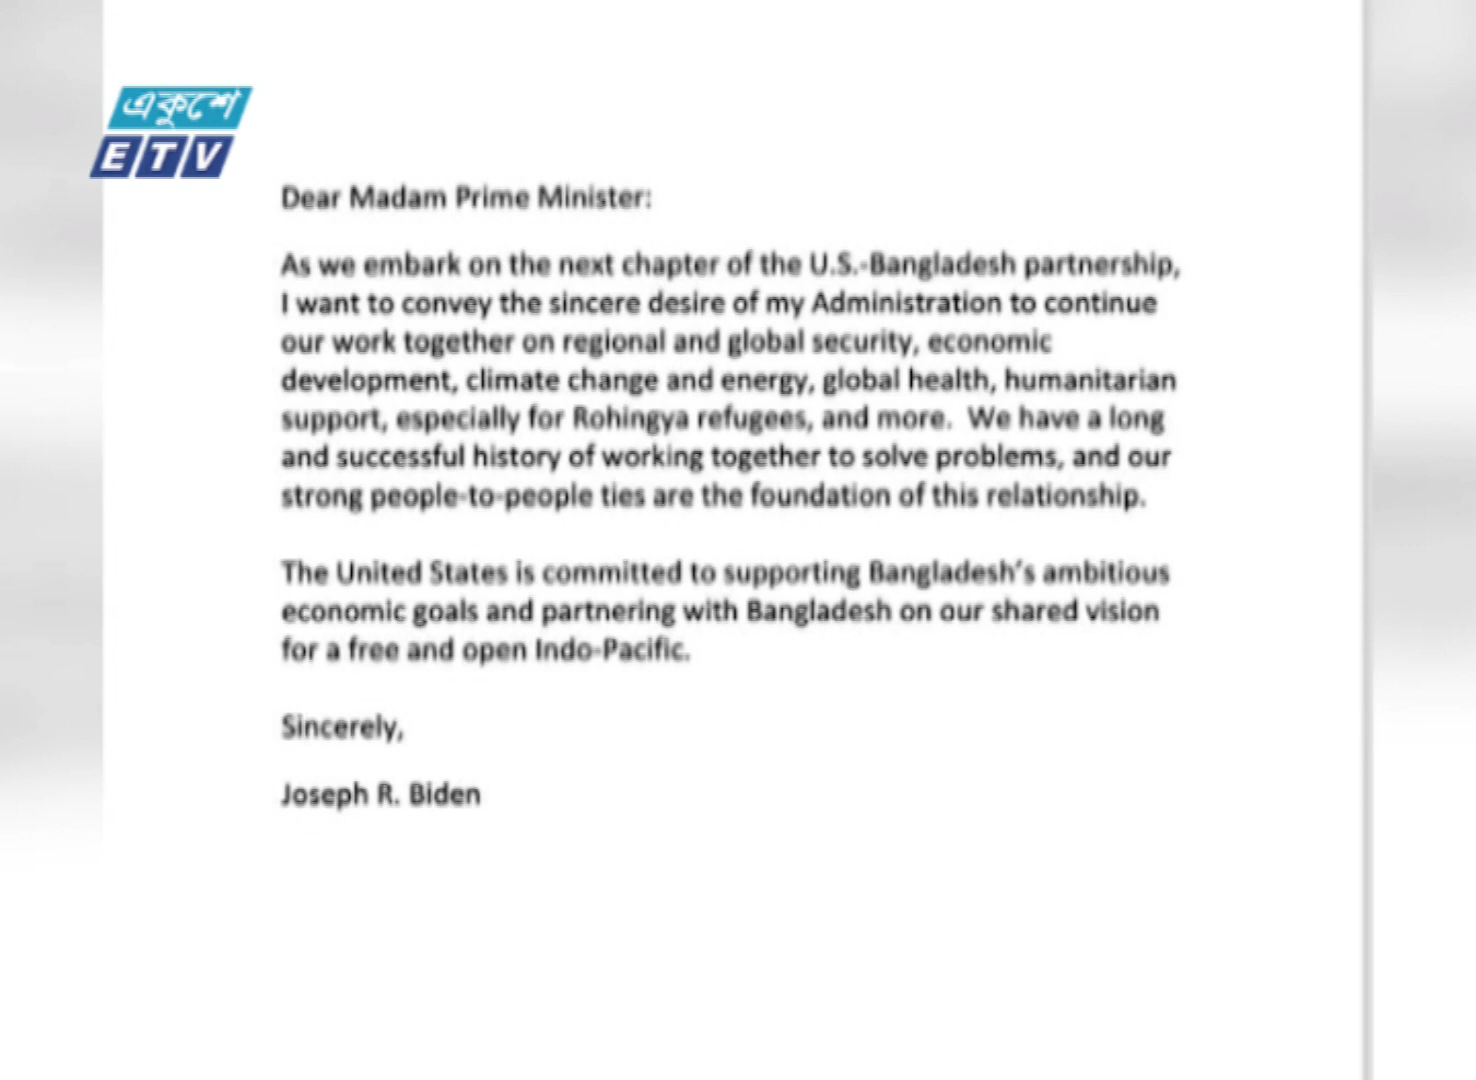 একুশে
ETV
Dear Madam Prime Minister:
As we embark on the next chapter of the U.S.-Bangladesh partnership,
I want to convey the sincere desire of my Administration to continue
our work together on regional and global security, economic
development, climate change and energy, global health, humanitarian
support, especially for Rohingya refugees, and more.  We have a long
and successful history of working together to solve problems, and our
strong people-to-people ties are the foundation of this relationship.
The United States is committed to supporting Bangladesh’s ambitious
economic goals and partnering with Bangladesh on our shared vision
for a free and open Indo-Pacific.
Sincerely,
Joseph R. Biden